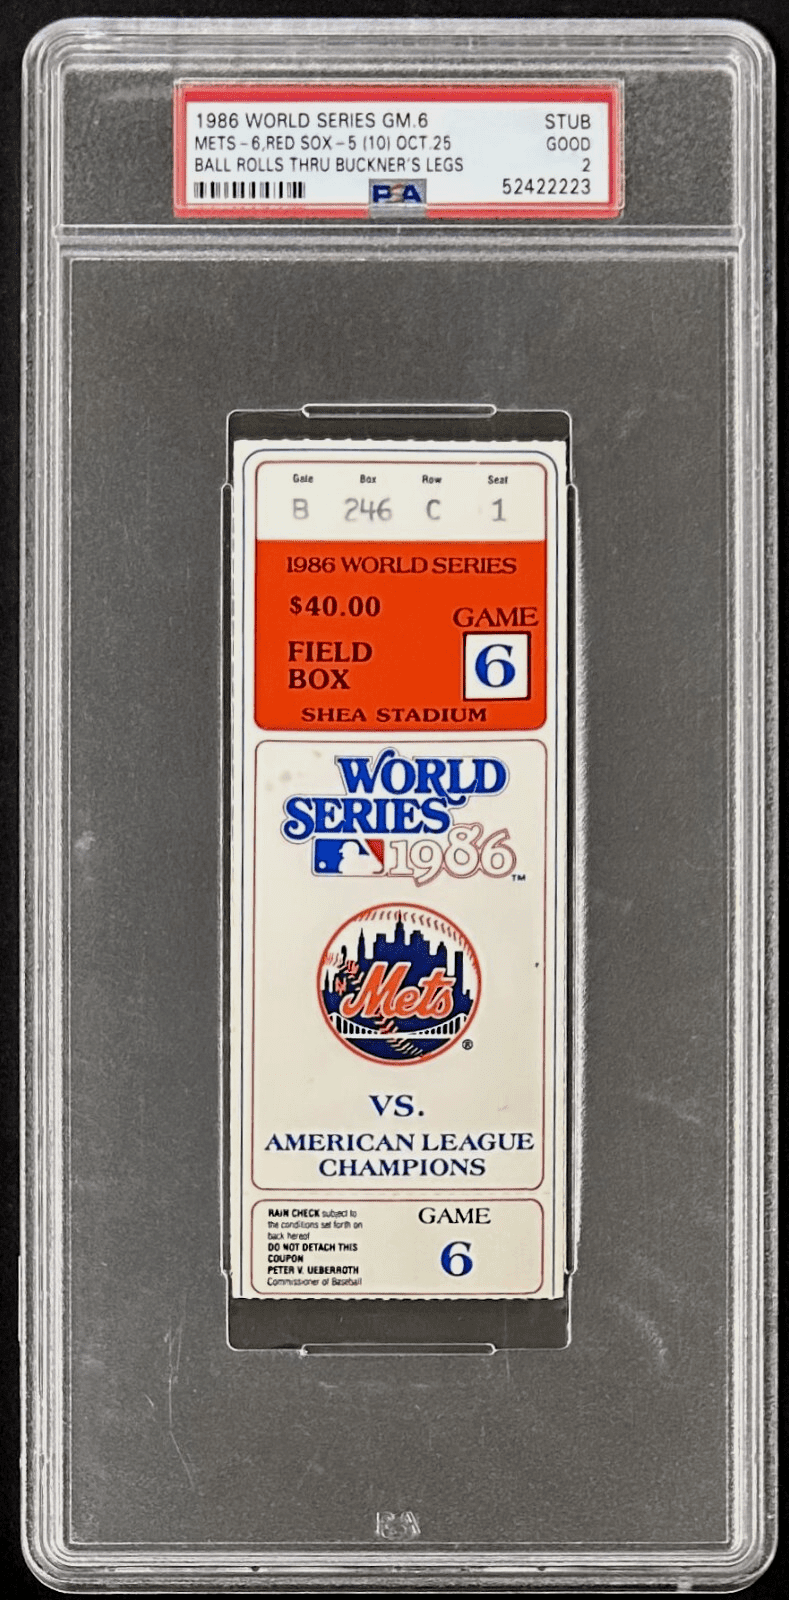 1986 WORLD SERIES GM.6 STUB
METS-6,RED SOX-5 (10) OCT.25 GOOD
BALL ROLLS THRU BUCKNER'S LEGS 2
PSA 52422223
Gate Box Row Seat
B 246 C 1
1986 WORLD SERIES
$40.00
GAME
FIELD
BOX
6
SHEA STADIUM
WORLD
SERIES
1986 ™
Mets
®
VS.
AMERICAN LEAGUE
CHAMPIONS
RAIN CHECK subject to
the conditions set forth on
back hereof
DO NOT DETACH THIS
COUPON
PETER V. UEBERROTH
Commissioner of Baseball
GAME
6
PSA